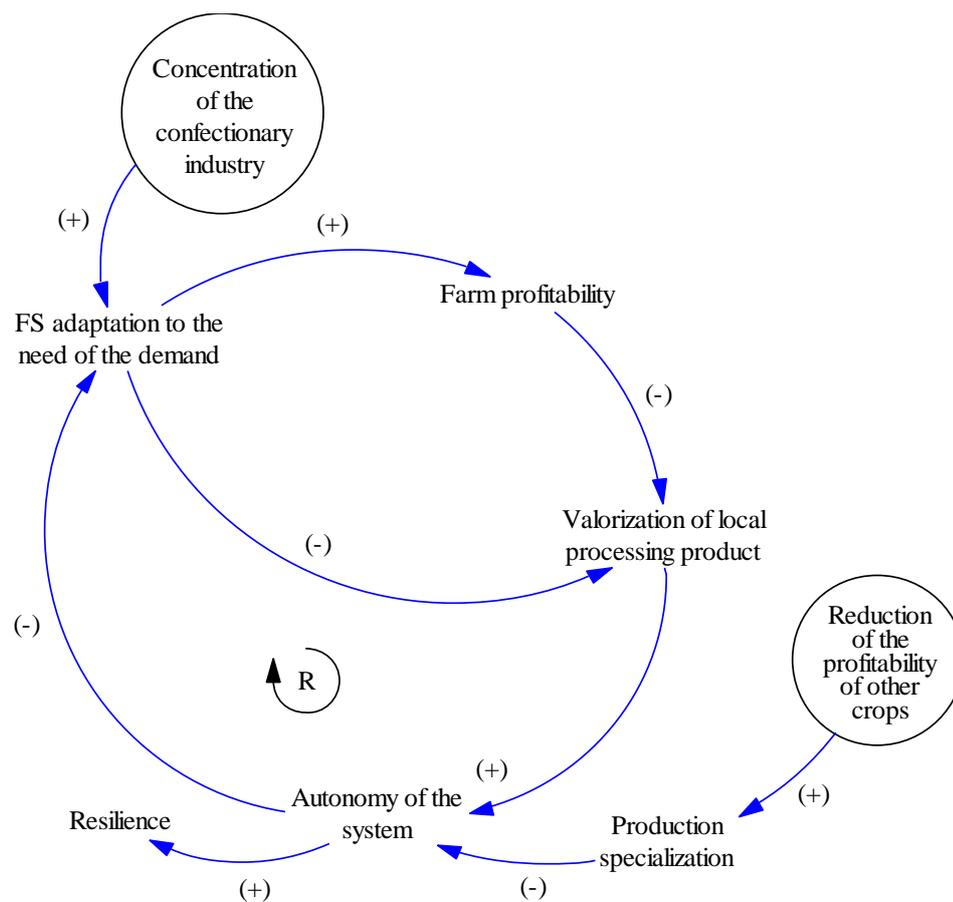 Concentration
of the
confectionary
industry
(+)
(+)
Farm profitability
FS adaptation to the
need of the demand
(-)
Valorization of local
processing product
(-)
Reduction
of the
profitability
of other
crops
(-)
R
(+)
(+)
Autonomy of the
system
Resilience
Production
specialization
(+)
(-)